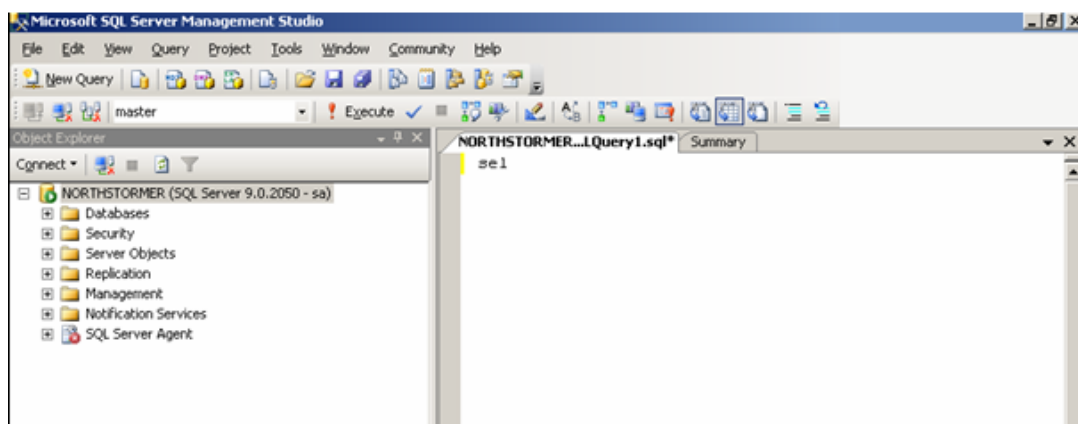 Microsoft SQL Server Management Studio
File Edit View Query Project Tools Window Community Help
New Query
master Execute
Object Explorer
NORTHSTORMER...LQuery1.sql* Summary
Connect
sel
NORTHSTORMER (SQL Server 9.0.2050 - sa)
Databases
Security
Server Objects
Replication
Management
Notification Services
SQL Server Agent